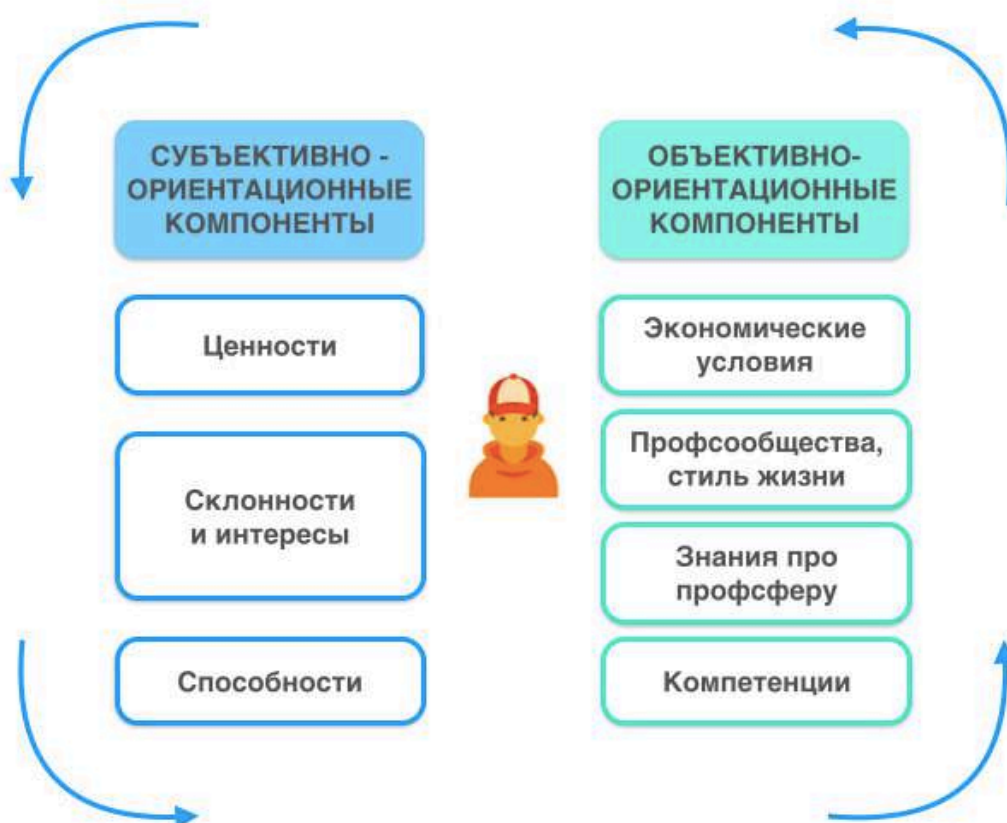 СУБЪЕКТИВНО -
ОРИЕНТАЦИОННЫЕ
КОМПОНЕНТЫ
Ценности
Склонности
и интересы
Способности
ОБЪЕКТИВНО-
ОРИЕНТАЦИОННЫЕ
КОМПОНЕНТЫ
Экономические
условия
Профсообщества,
стиль жизни
Знания про
профсферу
Компетенции